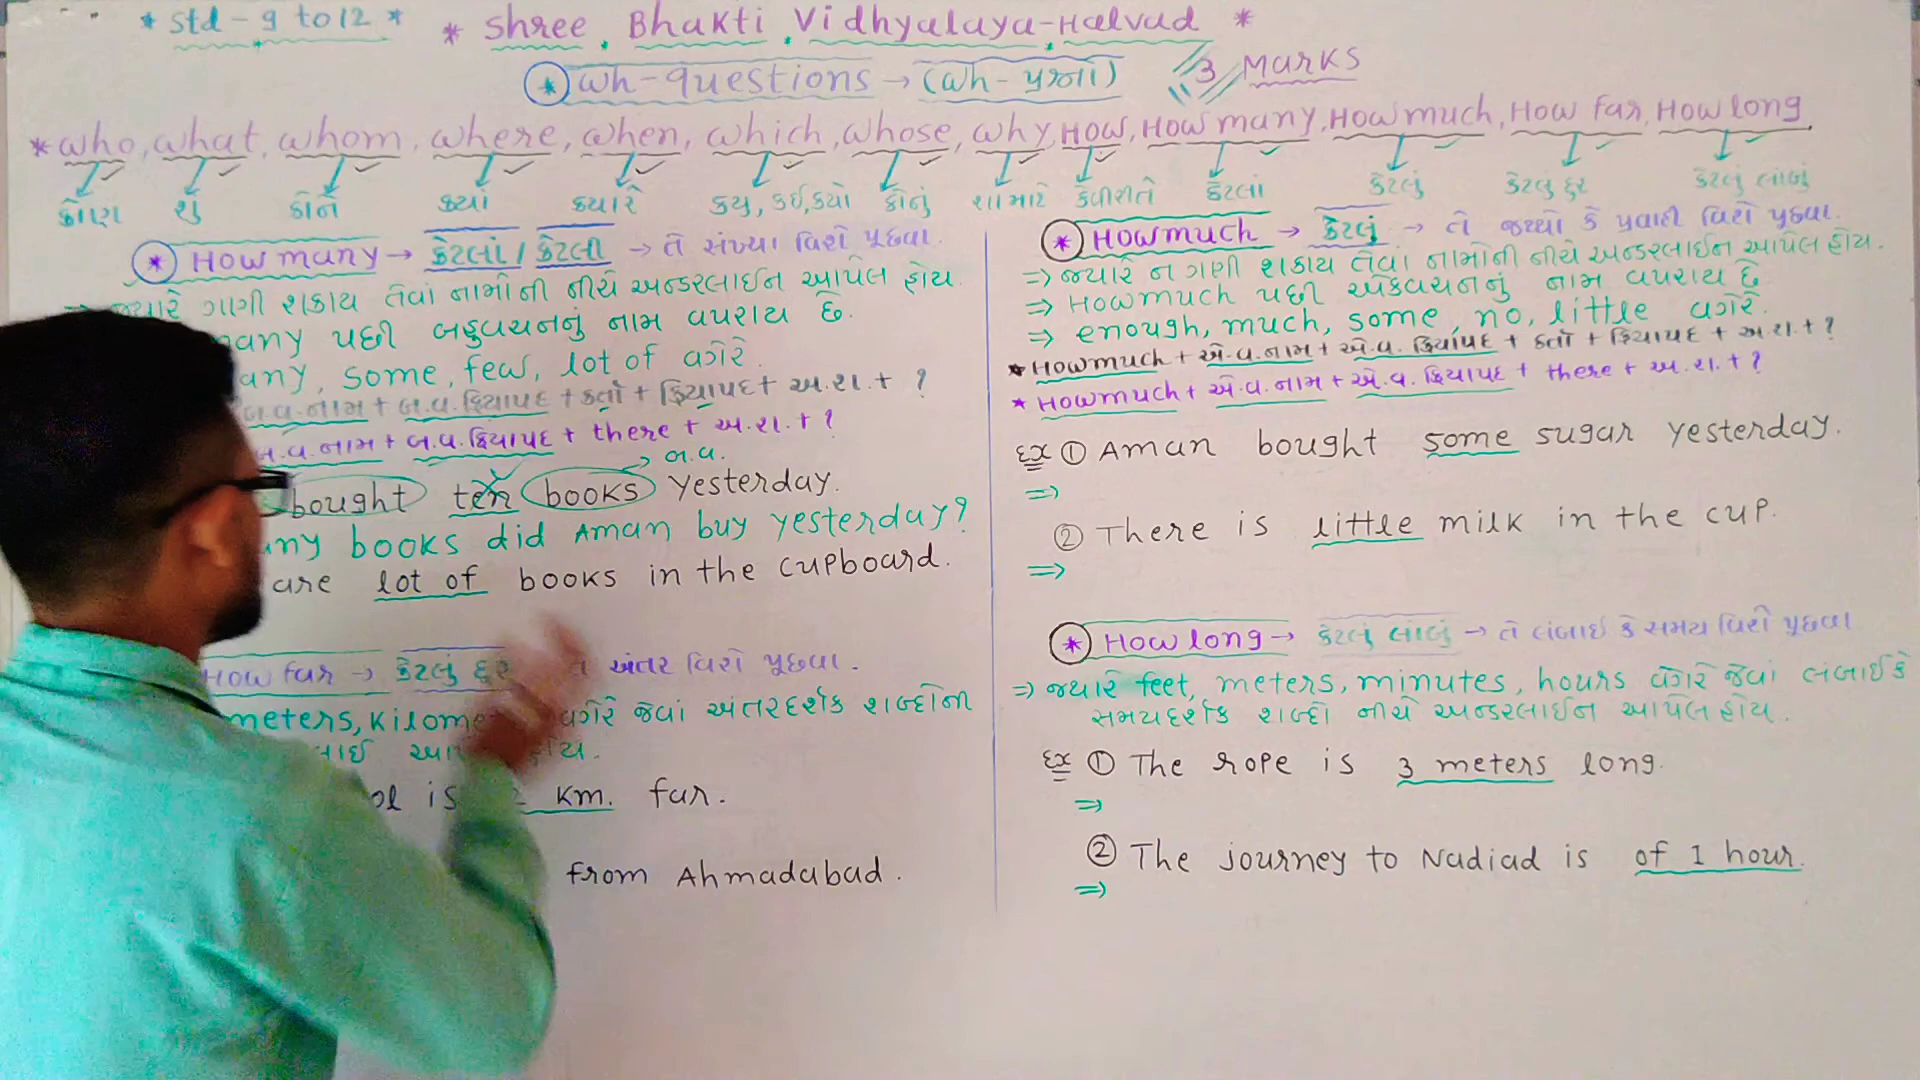 * std - 9 to 12 *
* Shree Bhakti Vidhyalaya-Halvad *
* Wh-questions → (Wh- પ્રશ્નો)
3 Marks
* who, what, whom, where, when, which, whose, why, How, How many, How much, How far, How long
કોણ શું કોને ક્યાં ક્યારે કયુ, કઈ, કયો કોનું શા માટે કેવીરીતે કેટલાં કેટલું કેટલું દુર કેટલું લાંબું
* How many → કેટલાં / કેટલી → તે સંખ્યા વિશે પૂછવા.
⇒ જ્યારે ગણી શકાય તેવાં નામોની નીચે અન્ડરલાઈન આપેલ હોય.
many પછી બહુવચનનું નામ વપરાય છે.
any, some, few, lot of વગેરે.
બ.વ.નામ + બ.વ.ક્રિયાપદ + કર્તા + ક્રિયાપદ + અ.શ. + ?
બ.વ.નામ + બ.વ.ક્રિયાપદ + there + અ.શ. + ?
→ બ.વ.
bought ten books yesterday.
any books did Aman buy yesterday?
are lot of books in the cupboard.
How far → કેટલું દુર અંતર વિશે પૂછવા.
meters, Kilome વગેરે જેવાં અંતરદર્શક શબ્દોની
હોય.
ol is Km. far.
from Ahmadabad.
* How much → કેટલું → તે જથ્થો કે પ્રવાહી વિશે પૂછવા.
⇒ જ્યારે ન ગણી શકાય તેવા નામોની નીચે અન્ડરલાઈન આપેલ હોય.
⇒ How much પછી એકવચનનું નામ વપરાય છે
⇒ enough, much, some, no, little વગેરે.
* How much + એ.વ.નામ + એ.વ. ક્રિયાપદ + કર્તા + ક્રિયાપદ + અ.શ. + ?
* How much + એ.વ.નામ + એ.વ. ક્રિયાપદ + there + અ.શ. + ?
Ex ① Aman bought some sugar yesterday.
⇒
② There is little milk in the cup.
⇒
* How long → કેટલું લાંબું → તે લંબાઈ કે સમય વિશે પૂછવા
⇒ જ્યારે feet, meters, minutes, hours વગેરે જેવાં લંબાઈ કે
સમયદર્શક શબ્દો નીચે અન્ડરલાઈન આપેલ હોય.
Ex ① The rope is 3 meters long.
⇒
② The journey to Nadiad is of 1 hour.
⇒